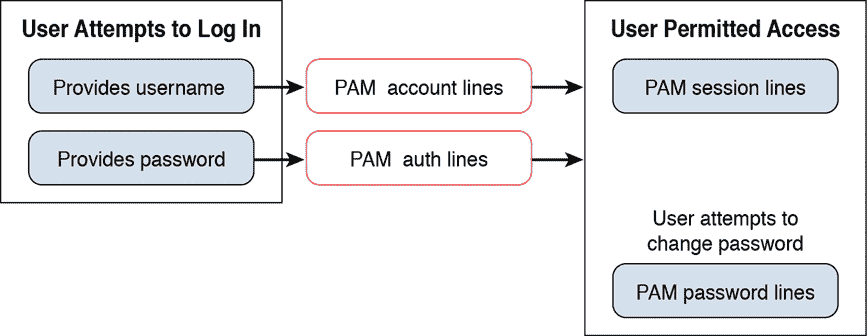 User Attempts to Log In
Provides username
Provides password
PAM account lines
PAM auth lines
User Permitted Access
PAM session lines
User attempts to
change password
PAM password lines